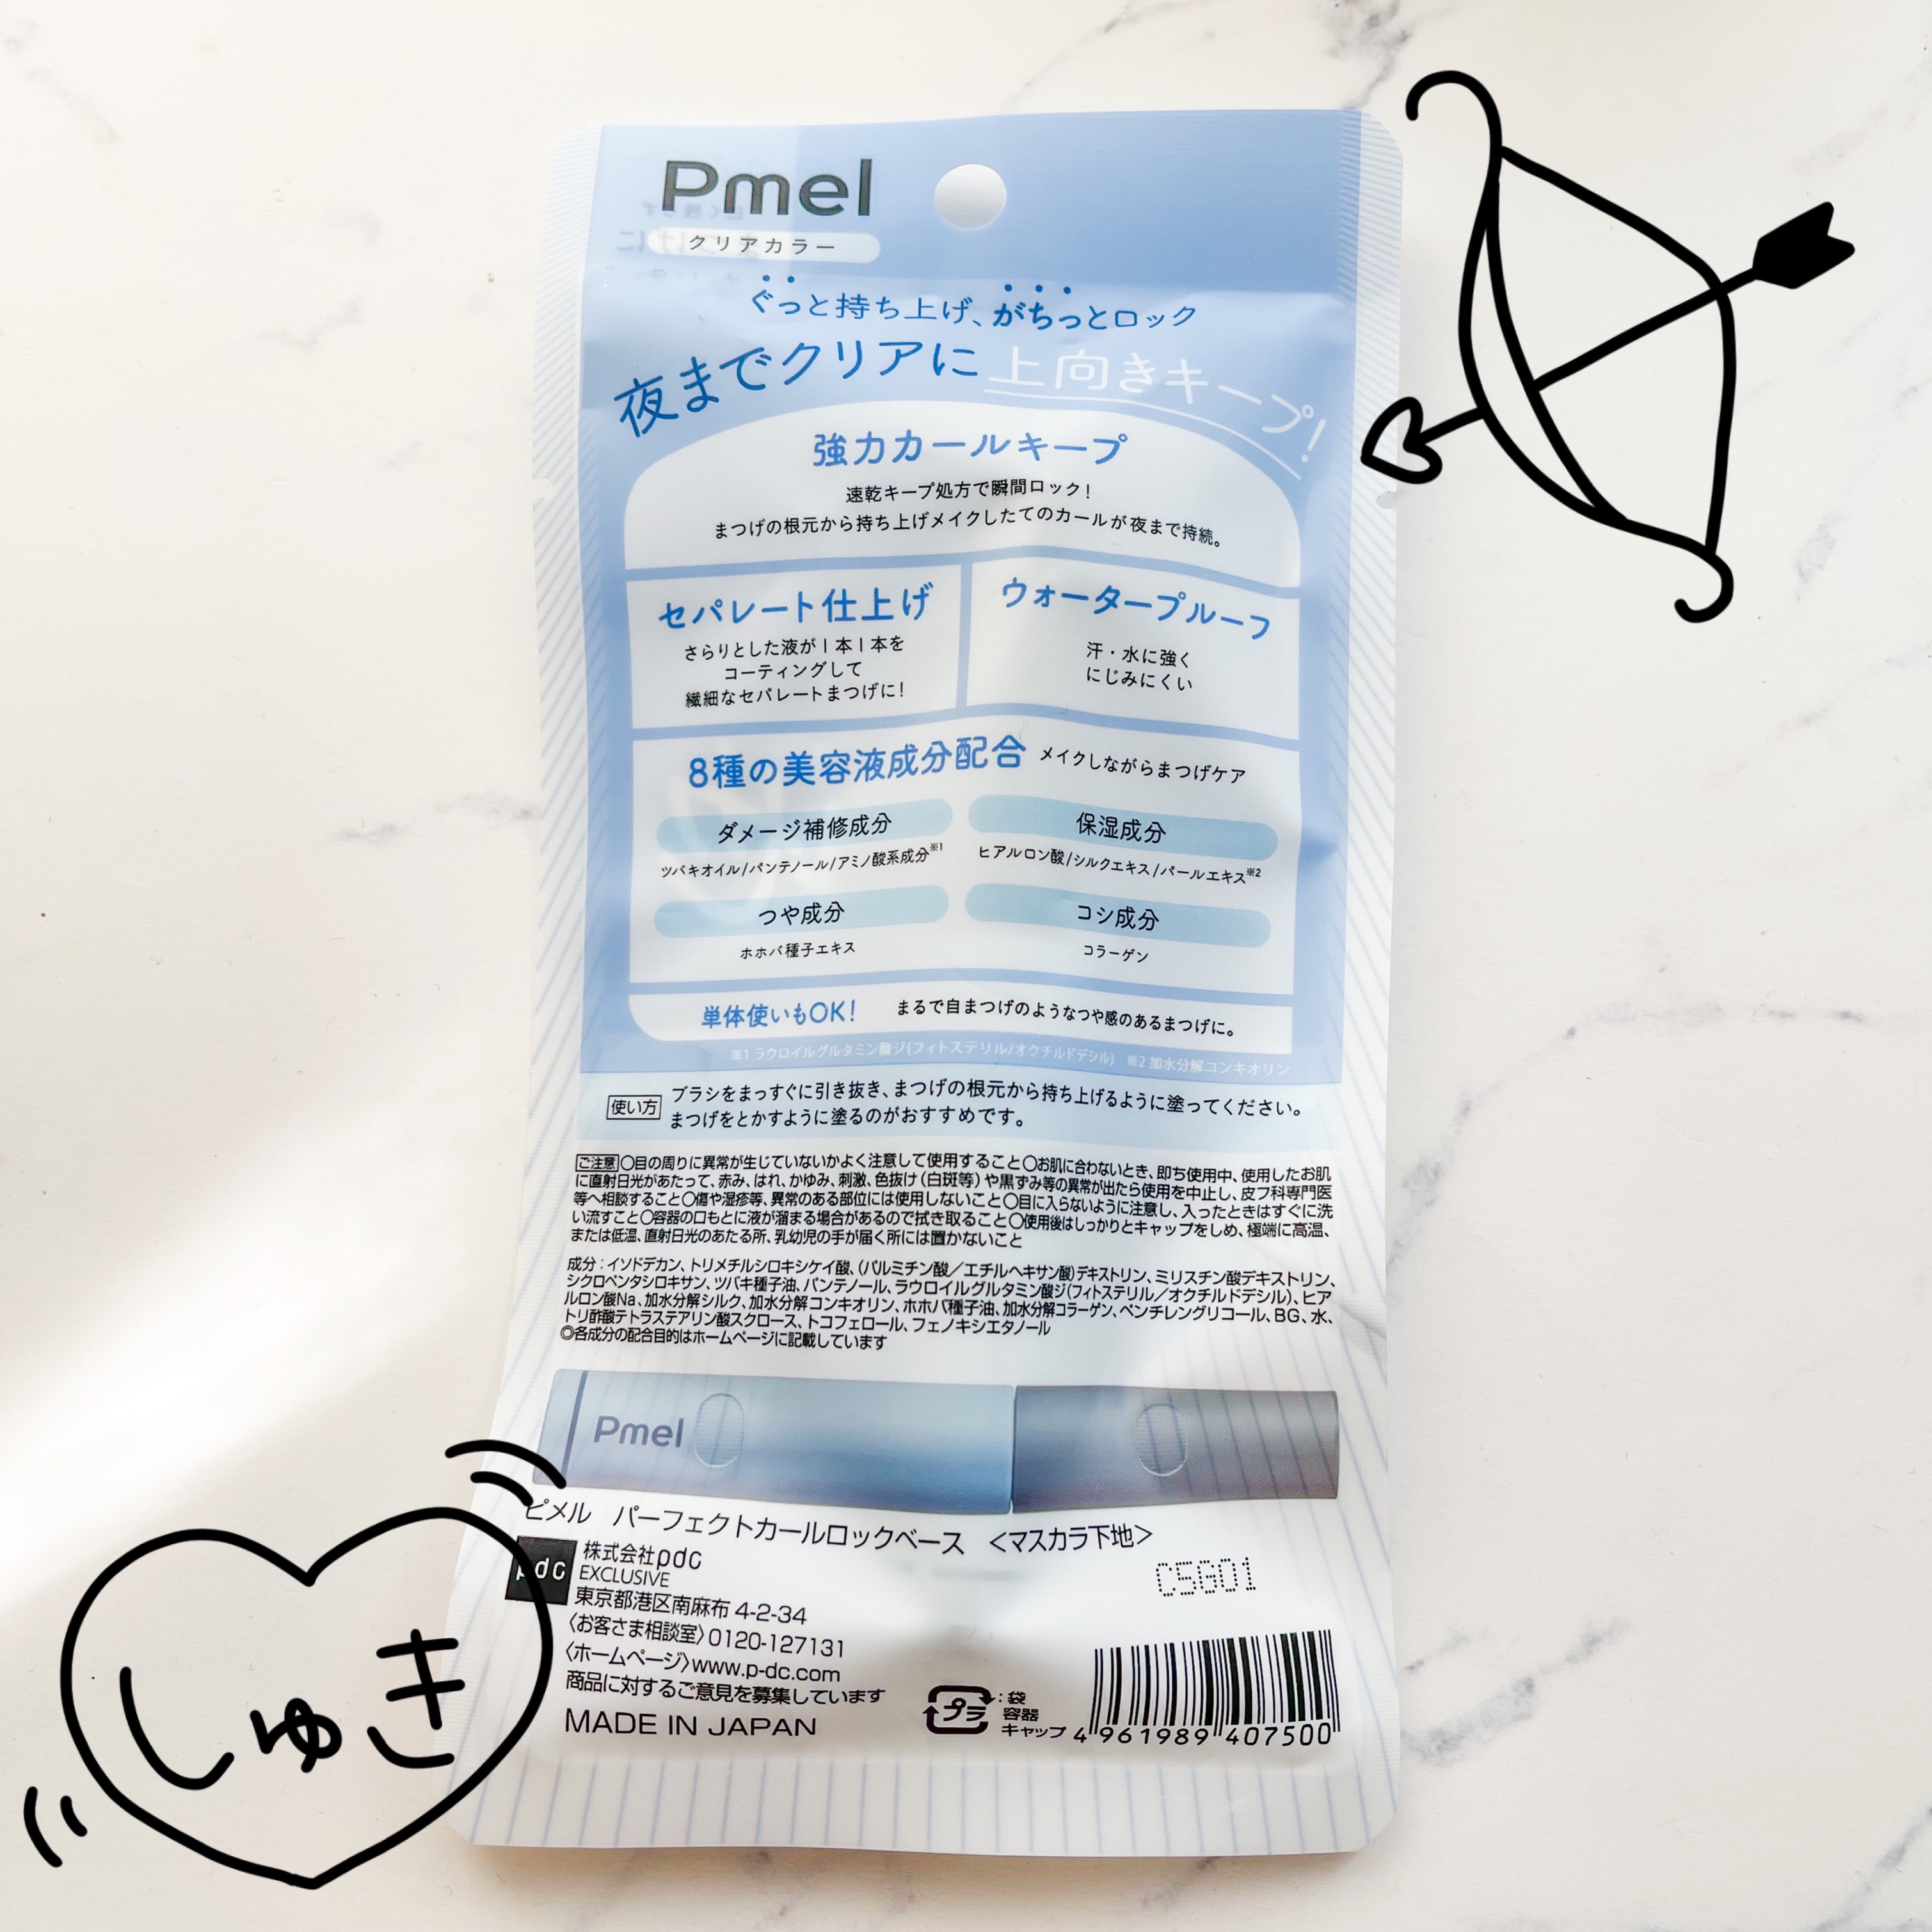 Pmel
クリアカラー
ぐっと持ち上げ、がちっとロック
夜までクリアに上向きキープ!
強力カールキープ
速乾キープ処方で瞬間ロック!
まつげの根元から持ち上げメイクしたてのカールが夜まで持続。
セパレート仕上げ
さらりとした液が1本1本を
コーティングして
繊細なセパレートまつげに!
ウォータープルーフ
汗・水に強く
にじみにくい
8種の美容液成分配合 メイクしながらまつげケア
ダメージ補修成分
ツバキオイル/パンテノール/アミノ酸系成分※1
保湿成分
ヒアルロン酸/シルクエキス/パールエキス※2
つや成分
ホホバ種子エキス
コシ成分
コラーゲン
単体使いもOK! まるで自まつげのようなつや感のあるまつげに。
※1 ラウロイルグルタミン酸ジ(フィトステリル/オクチルドデシル) ※2 加水分解コンキオリン
使い方 ブラシをまっすぐに引き抜き、まつげの根元から持ち上げるように塗ってください。
まつげをとかすように塗るのがおすすめです。
ご注意 〇目の周りに異常が生じていないかよく注意して使用すること〇お肌に合わないとき、即ち使用中、使用したお肌
に直射日光があたって、赤み、はれ、かゆみ、刺激、色抜け(白斑等)や黒ずみ等の異常が出たら使用を中止し、皮フ科専門医
等へ相談すること〇傷や湿疹等、異常のある部位には使用しないこと〇目に入らないように注意し、入ったときはすぐに洗
い流すこと〇容器の口もとに液が溜まる場合があるので拭き取ること〇使用後はしっかりとキャップをしめ、極端に高温、
または低温、直射日光のあたる所、乳幼児の手が届く所には置かないこと
成分:イソドデカン、トリメチルシロキシケイ酸、(パルミチン酸/エチルヘキサン酸)デキストリン、ミリスチン酸デキストリン、
シクロペンタシロキサン、ツバキ種子油、パンテノール、ラウロイルグルタミン酸ジ(フィトステリル/オクチルドデシル)、ヒア
ルロン酸Na、加水分解シルク、加水分解コンキオリン、ホホバ種子油、加水分解コラーゲン、ペンチレングリコール、BG、水、
トリ酢酸テトラステアリン酸スクロース、トコフェロール、フェノキシエタノール
◎各成分の配合目的はホームページに記載しています
Pmel
ピメル パーフェクトカールロックベース <マスカラ下地>
C5G01
pdc
株式会社pdc
EXCLUSIVE
東京都港区南麻布 4-2-34
〈お客さま相談室〉0120-127131
〈ホームページ〉www.p-dc.com
商品に対するご意見を募集しています
MADE IN JAPAN
プラ
:袋
容器
キャップ
4 961989 407500
しゅき